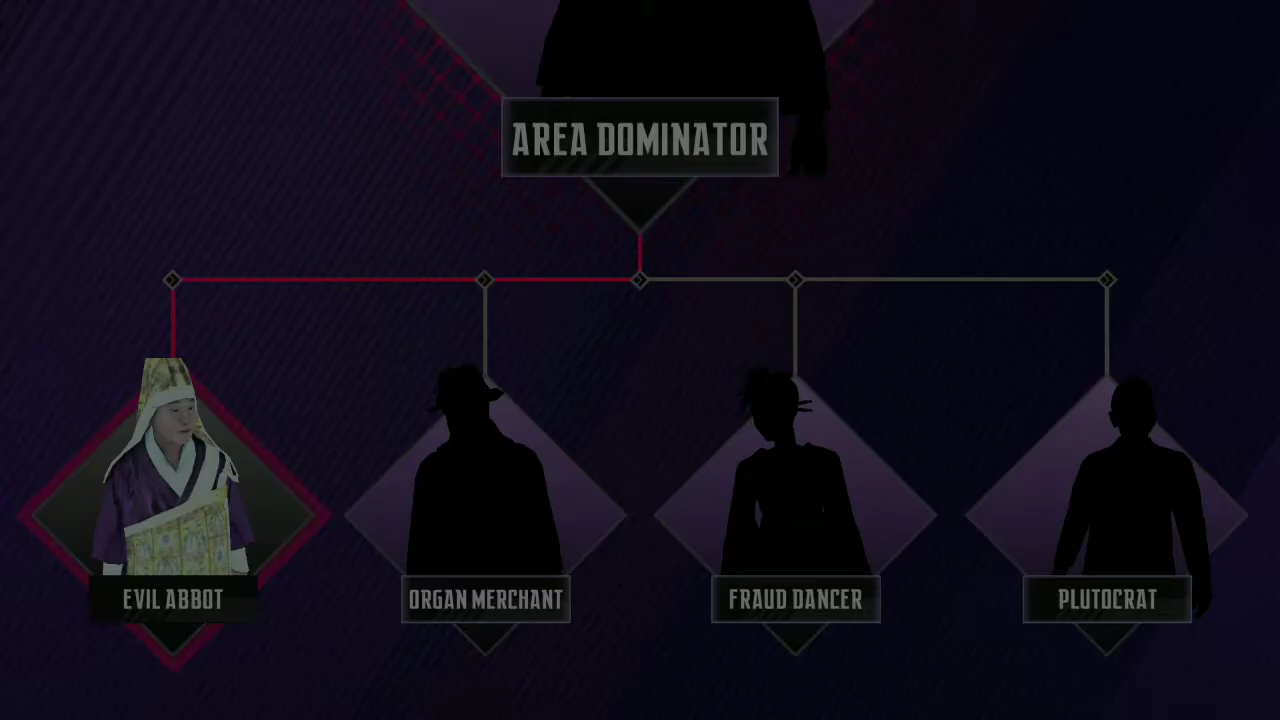 AREA DOMINATOR
EVIL ABBOT
ORGAN MERCHANT
FRAUD DANCER
PLUTOCRAT